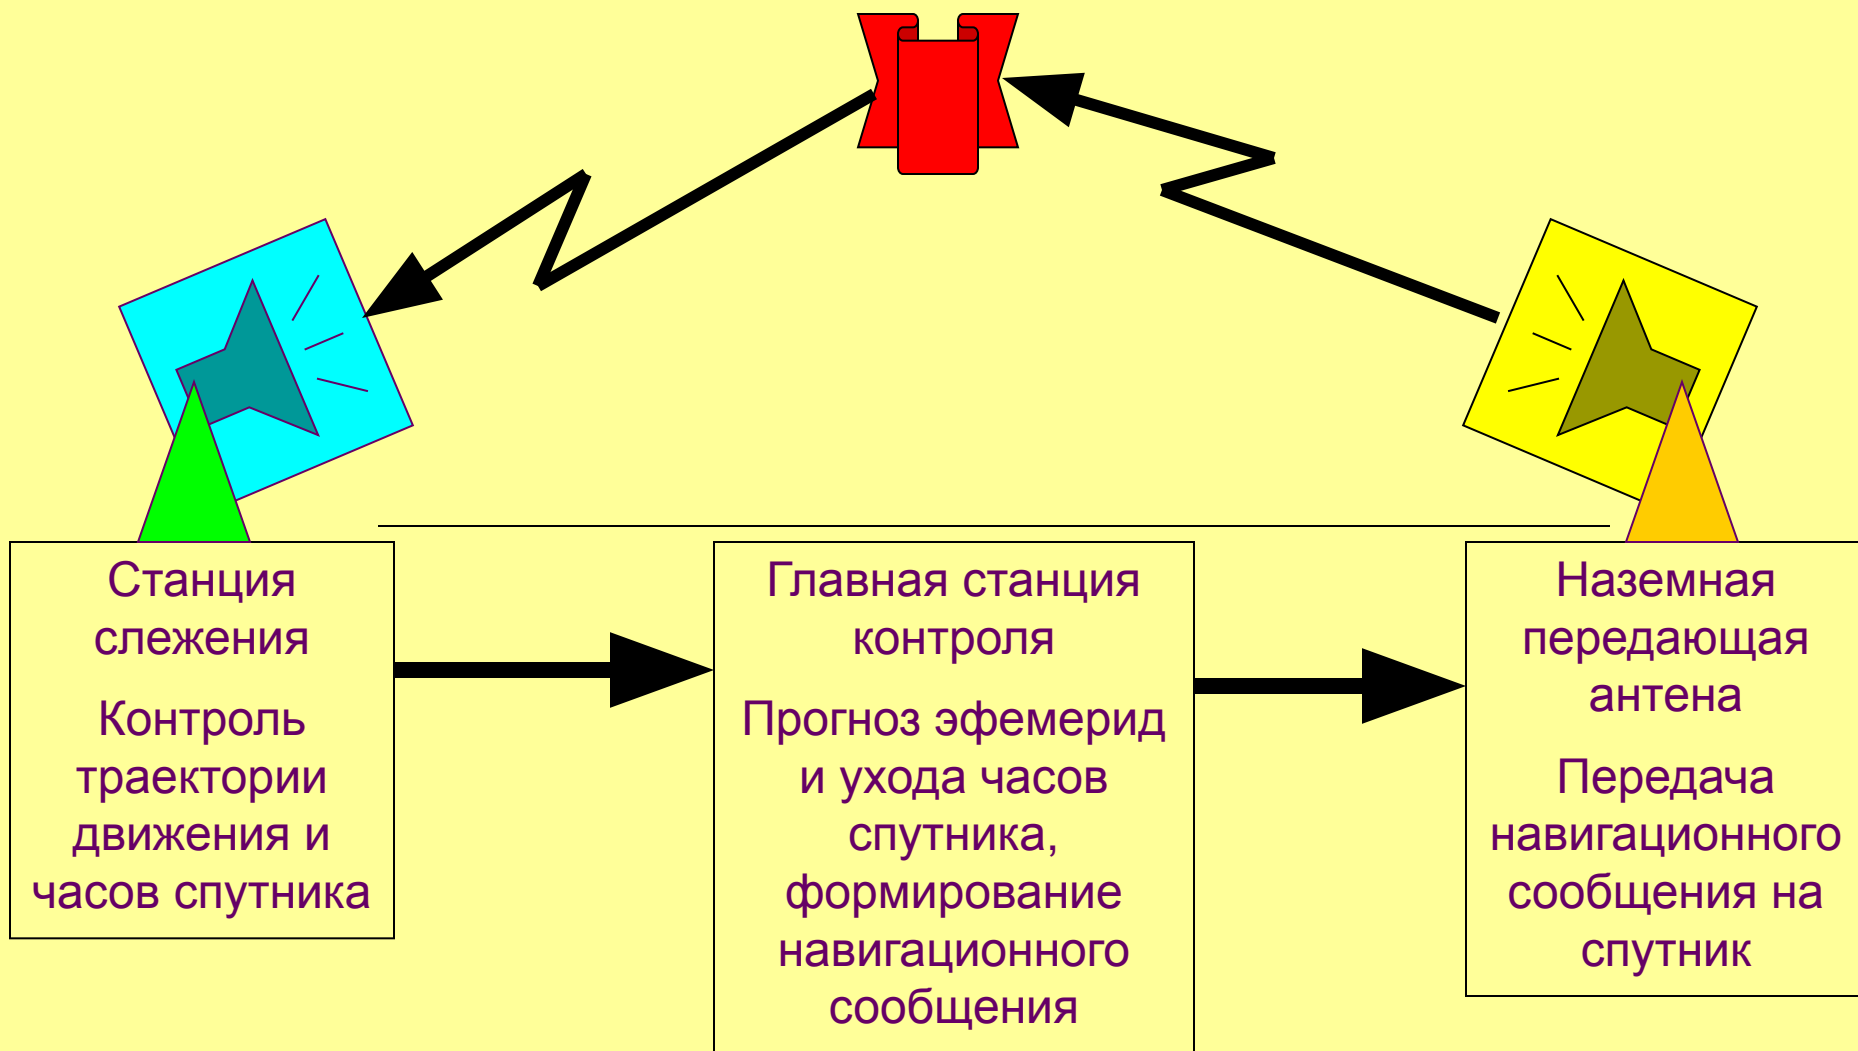 Станция
слежения
Контроль
траектории
движения и
часов спутника
Главная станция
контроля
Прогноз эфемерид
и ухода часов
спутника,
формирование
навигационного
сообщения
Наземная
передающая
антена
Передача
навигационного
сообщения на
спутник